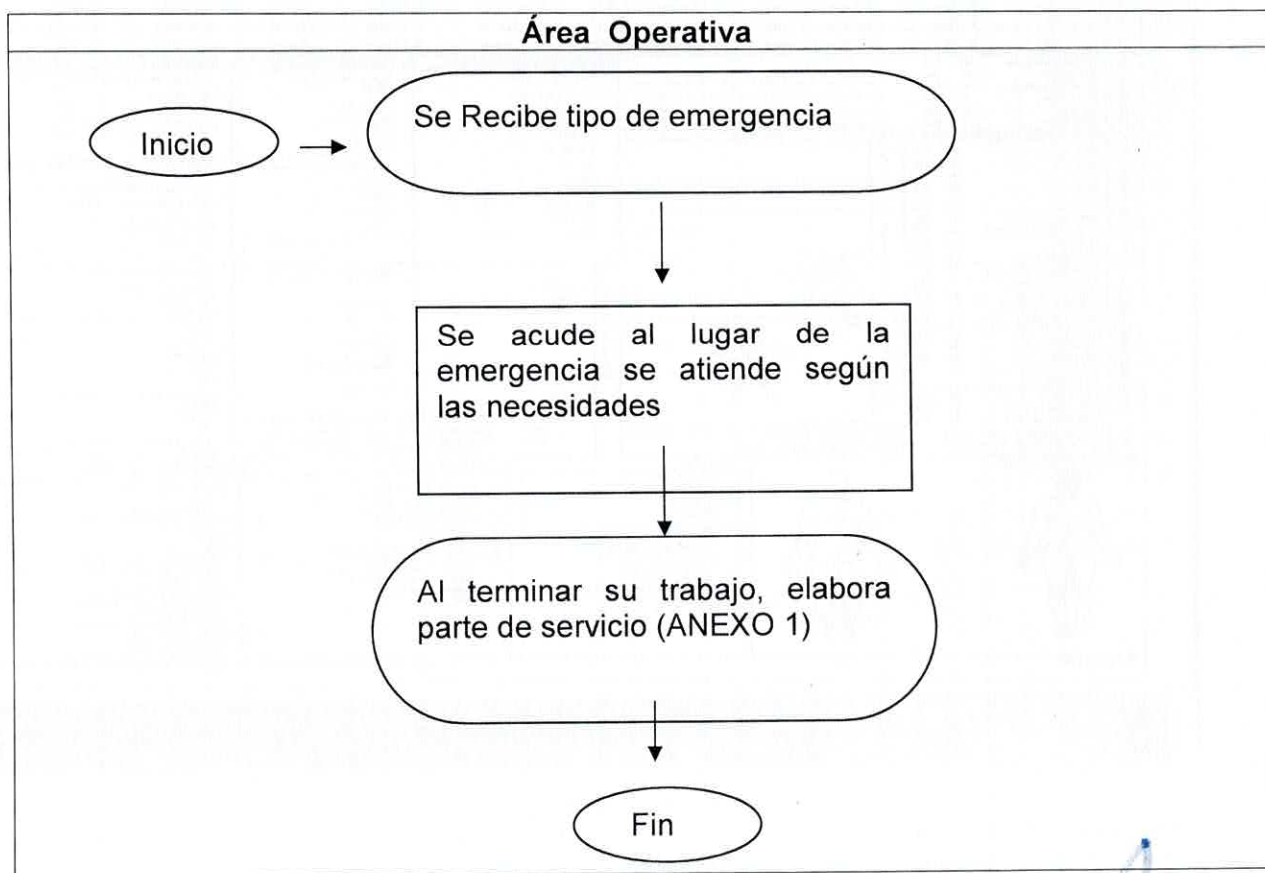 Área Operativa
Inicio
Se Recibe tipo de emergencia
Se acude al lugar de la
emergencia se atiende según
las necesidades
Al terminar su trabajo, elabora
parte de servicio (ANEXO 1)
Fin